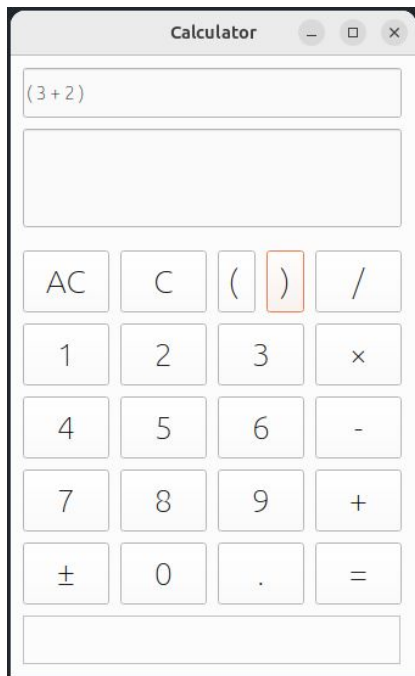 Calculator
( 3 + 2 )
AC C ( ) /
1 2 3 ×
4 5 6 -
7 8 9 +
± 0 . =